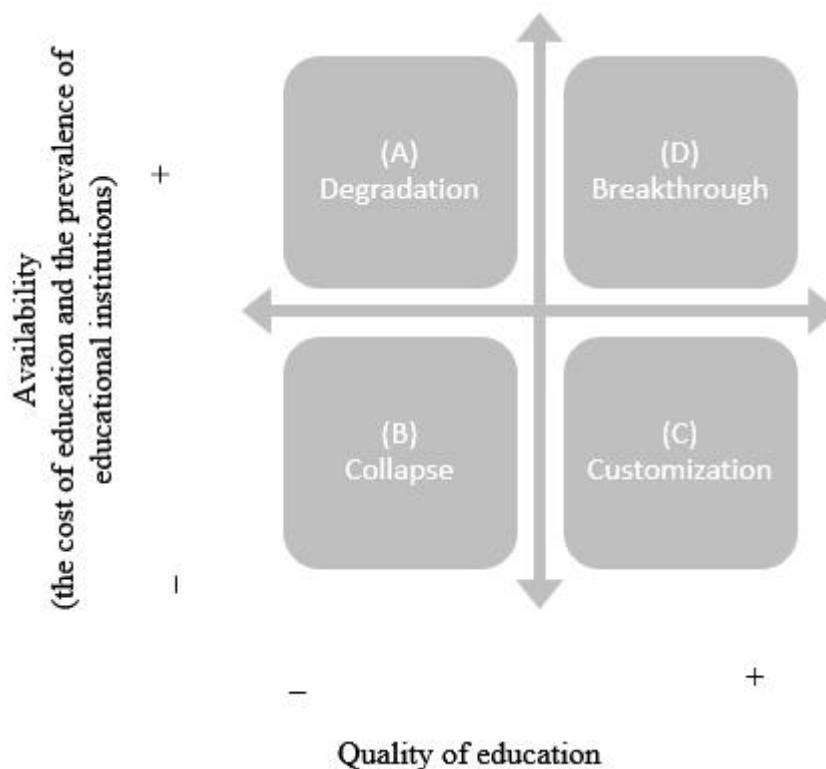 Availability
(the cost of education and the prevalence of
educational institutions)
+
–
(A)
Degradation
(D)
Breakthrough
(B)
Collapse
(C)
Customization
–
+
Quality of education